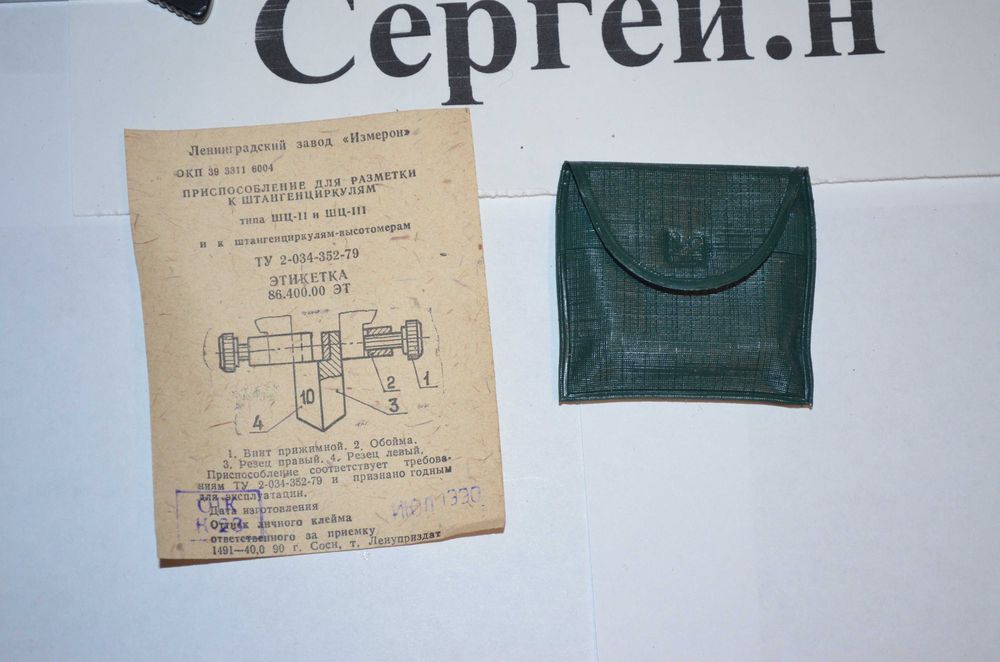 Сергей.н
Ленинградский завод «Измерон»
ОКП 39 3311 6004
ПРИСПОСОБЛЕНИЕ ДЛЯ РАЗМЕТКИ
К ШТАНГЕНЦИРКУЛЯМ
типа ШЦ-II и ШЦ-III
и к штангенциркулям-высотомерам
ТУ 2-034-352-79
ЭТИКЕТКА
86.400.00 ЭТ
2
1
10
4
3
1. Винт прижимной. 2. Обойма.
3. Резец правый. 4. Резец левый.
Приспособление соответствует требова-
ниям ТУ 2-034-352-79 и признано годным
для эксплуатации.
Дата изготовления
ИЮЛ 1990
ОТК
Оттиск личного клейма
ответственного за приемку
1491—40,0 90 г. Сосн. т. Ленуприздат